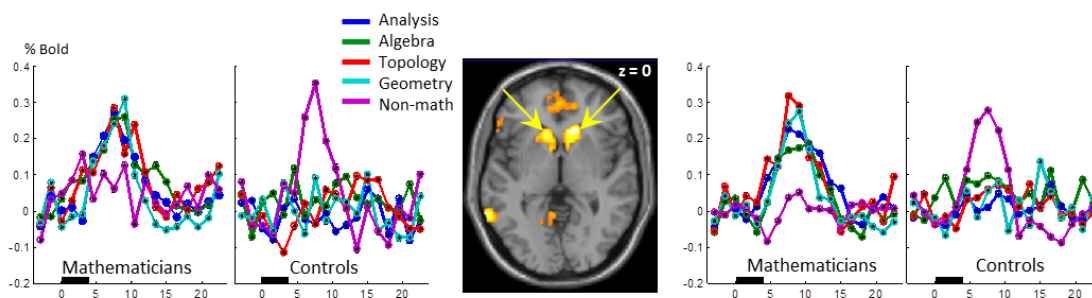 % Bold
Analysis
Algebra
Topology
Geometry
Non-math
0.4
0.3
0.2
0.1
0
-0.1
-0.2
Mathematicians
Controls
0 5 10 15 20
0 5 10 15 20
z = 0
0.4
0.3
0.2
0.1
0
-0.1
-0.2
Mathematicians
Controls
0 5 10 15 20
0 5 10 15 20